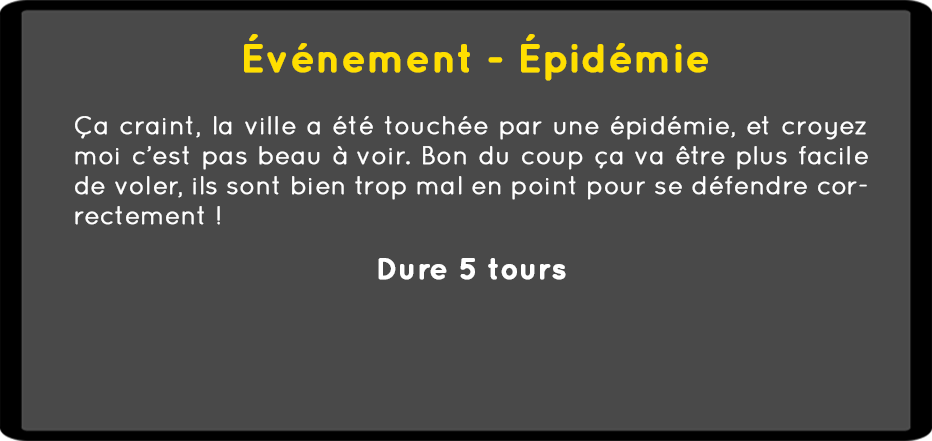 Événement - Épidémie
Ça craint, la ville a été touchée par une épidémie, et croyez
moi c’est pas beau à voir. Bon du coup ça va être plus facile
de voler, ils sont bien trop mal en point pour se défendre cor-
rectement !
Dure 5 tours